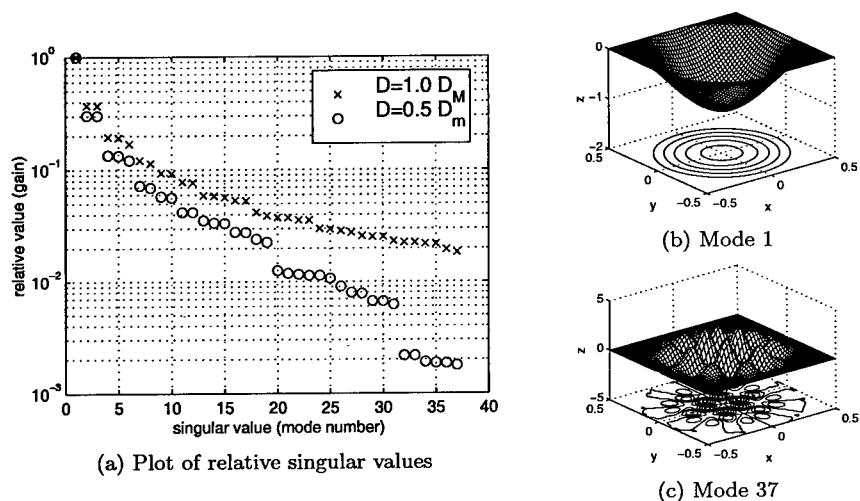 10^0
10^-1
10^-2
10^-3
relative value (gain)
× D=1.0 D_M
○ D=0.5 D_m
0 5 10 15 20 25 30 35 40
singular value (mode number)
(a) Plot of relative singular values
0
−1
−2
z
0.5
0
−0.5
y
−0.5
0
0.5
x
(b) Mode 1
5
0
−5
z
0.5
0
−0.5
y
−0.5
0
0.5
x
(c) Mode 37